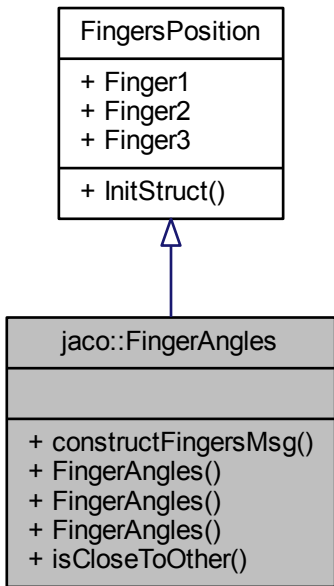 FingersPosition
+ Finger1
+ Finger2
+ Finger3
+ InitStruct()
jaco::FingerAngles
+ constructFingersMsg()
+ FingerAngles()
+ FingerAngles()
+ FingerAngles()
+ isCloseToOther()